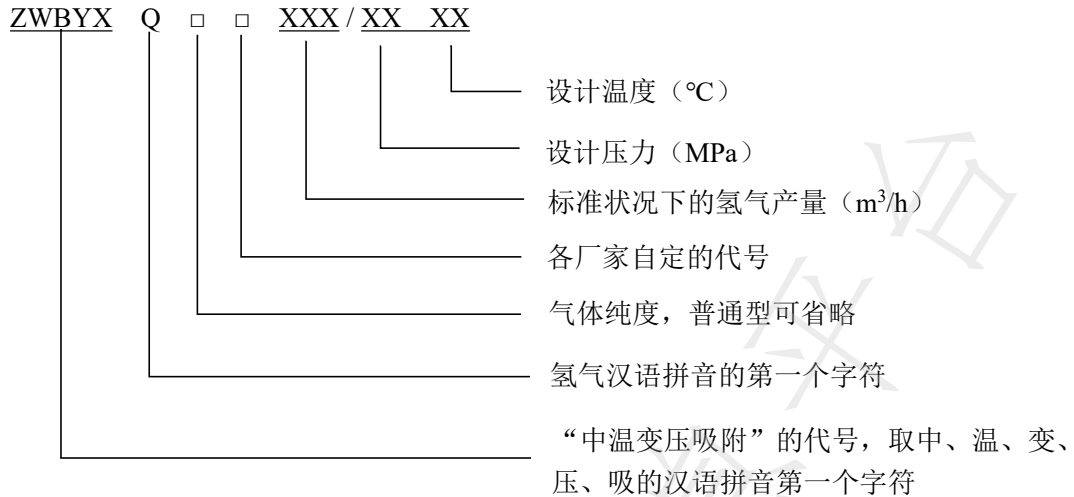 ZWBYX Q □ □ XXX / XX XX
设计温度（℃）
设计压力（MPa）
标准状况下的氢气产量（m³/h）
各厂家自定的代号
气体纯度，普通型可省略
氢气汉语拼音的第一个字符
“中温变压吸附”的代号，取中、温、变、
压、吸的汉语拼音第一个字符